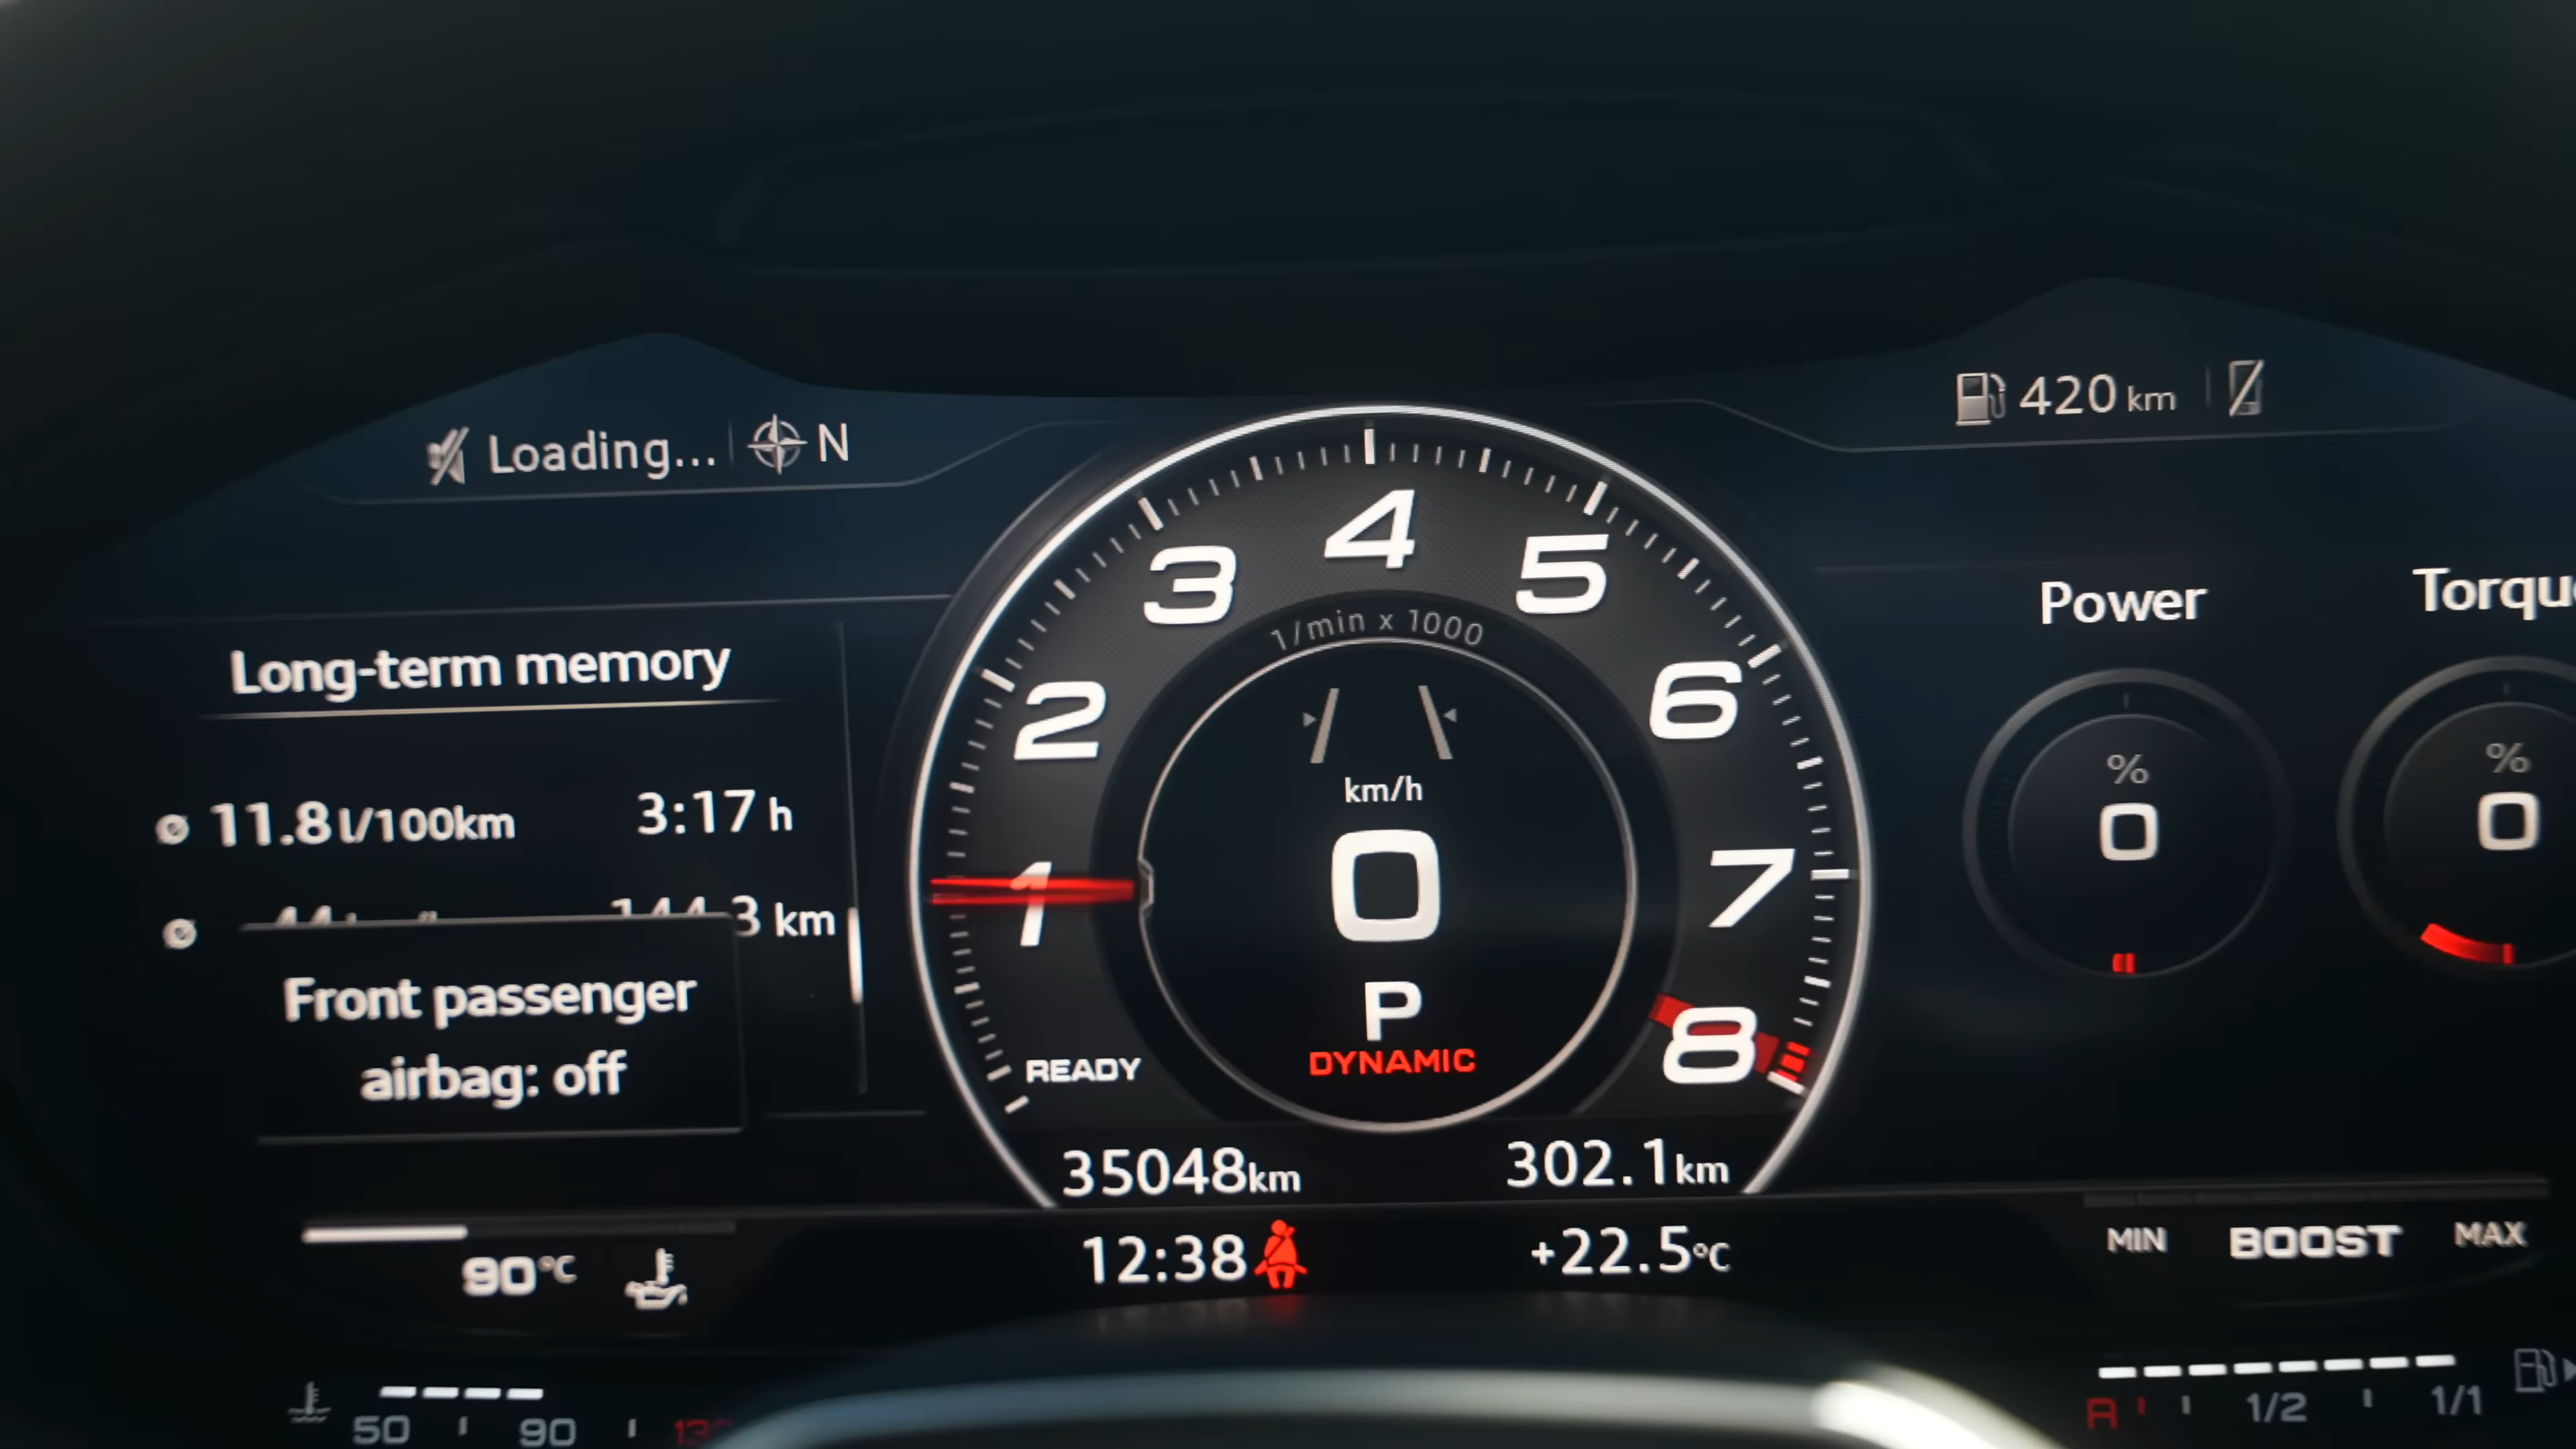 Loading... N
420 km
Long-term memory
ø 11.8 l/100km 3:17 h
ø 44 144.3 km
Front passenger
airbag: off
90°C
50 90
1 2 3 4 5 6 7 8
1/min x 1000
km/h
0
P
DYNAMIC
READY
35048km 302.1km
12:38 +22.5°C
Power
%
0
%
0
MIN BOOST MAX
R 1/2 1/1